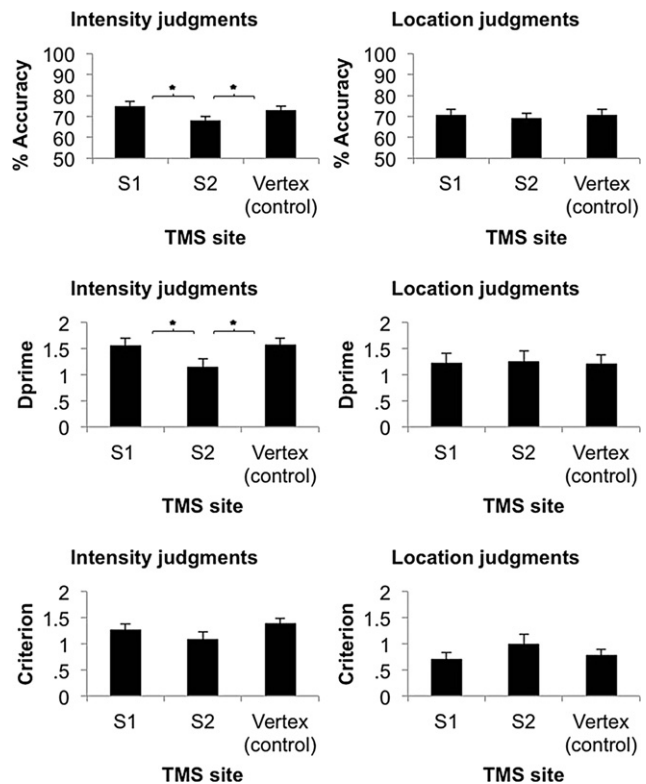 Intensity judgments
% Accuracy
100
90
80
70
60
50
* *
S1 S2 Vertex
(control)
TMS site
Location judgments
% Accuracy
100
90
80
70
60
50
S1 S2 Vertex
(control)
TMS site
Intensity judgments
Dprime
2
1.5
1
.5
0
* *
S1 S2 Vertex
(control)
TMS site
Location judgments
Dprime
2
1.5
1
.5
0
S1 S2 Vertex
(control)
TMS site
Intensity judgments
Criterion
2
1.5
1
.5
0
S1 S2 Vertex
(control)
TMS site
Location judgments
Criterion
2
1.5
1
.5
0
S1 S2 Vertex
(control)
TMS site